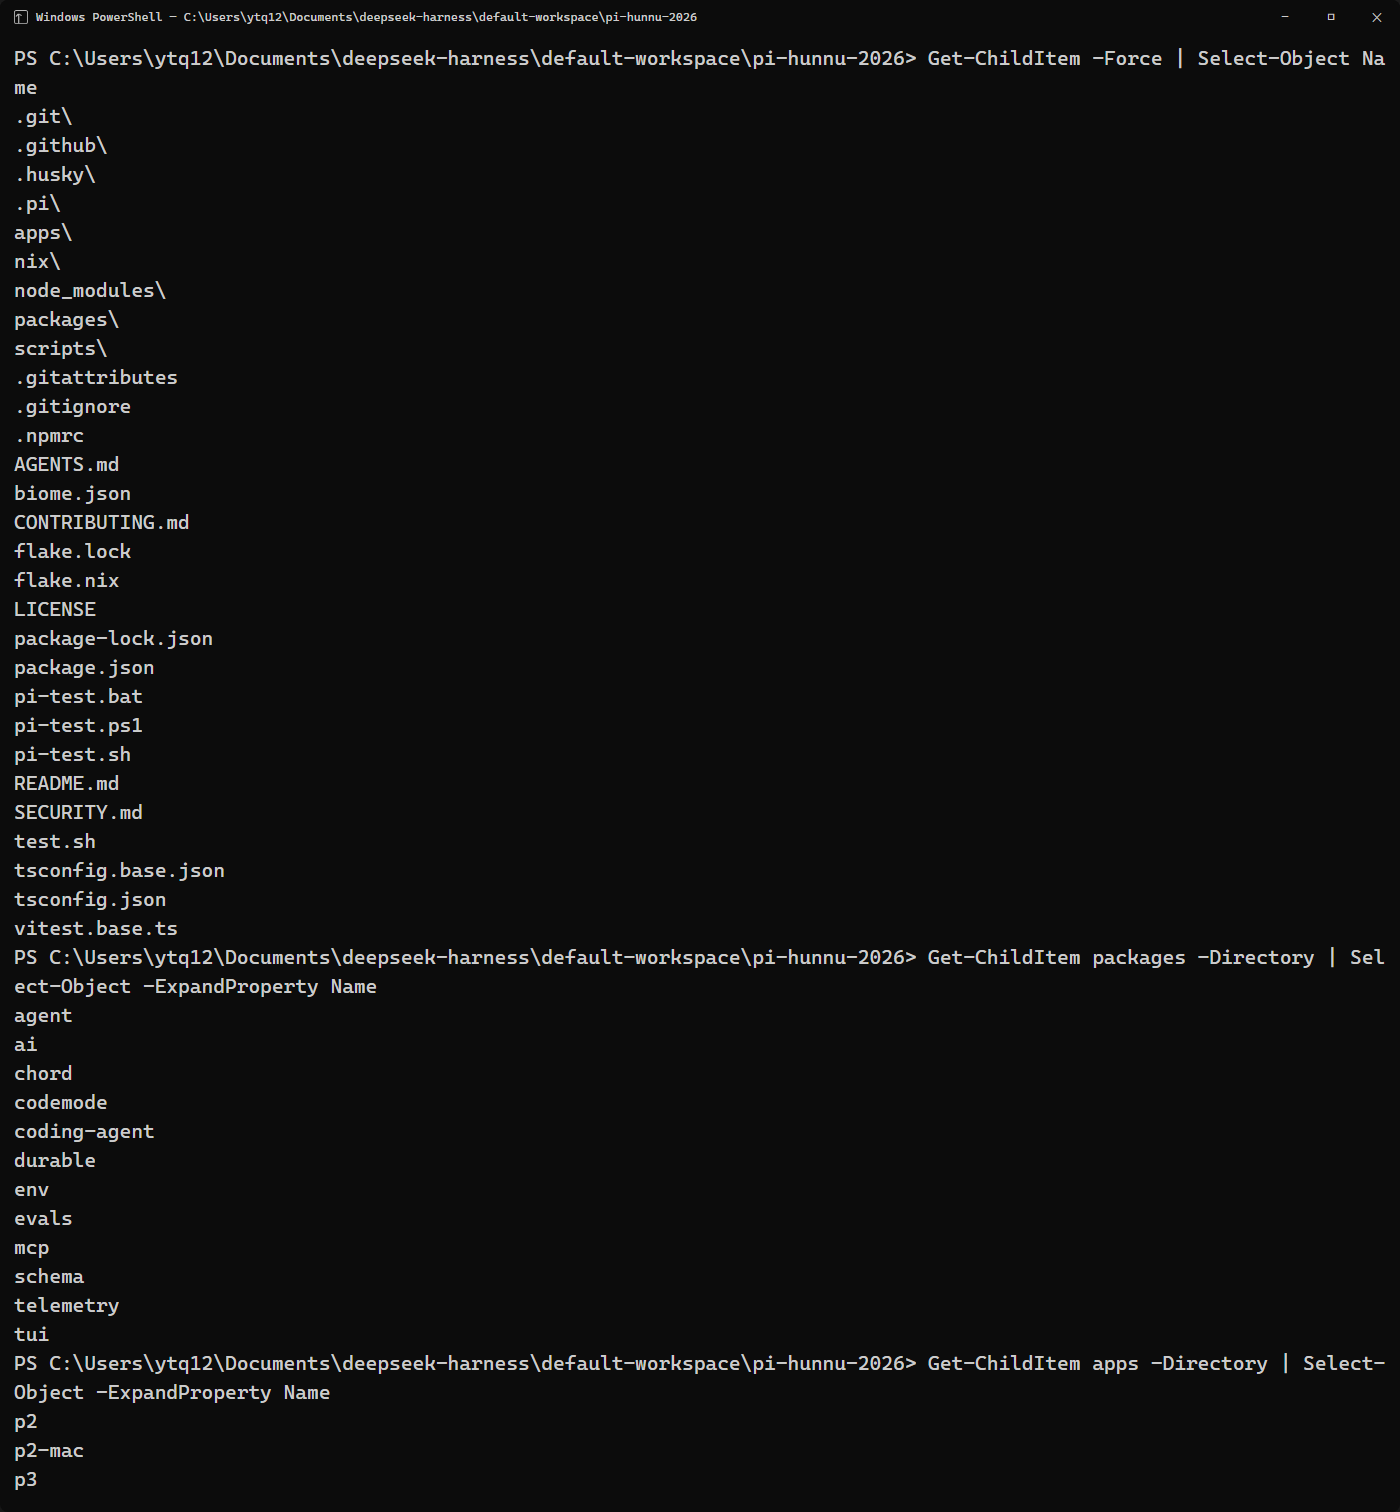 Windows PowerShell — C:\Users\ytq12\Documents\deepseek-harness\default-workspace\pi-hunnu-2026
PS C:\Users\ytq12\Documents\deepseek-harness\default-workspace\pi-hunnu-2026> Get-ChildItem -Force | Select-Object Na
me
.git\
.github\
.husky\
.pi\
apps\
nix\
node_modules\
packages\
scripts\
.gitattributes
.gitignore
.npmrc
AGENTS.md
biome.json
CONTRIBUTING.md
flake.lock
flake.nix
LICENSE
package-lock.json
package.json
pi-test.bat
pi-test.ps1
pi-test.sh
README.md
SECURITY.md
test.sh
tsconfig.base.json
tsconfig.json
vitest.base.ts
PS C:\Users\ytq12\Documents\deepseek-harness\default-workspace\pi-hunnu-2026> Get-ChildItem packages -Directory | Sel
ect-Object -ExpandProperty Name
agent
ai
chord
codemode
coding-agent
durable
env
evals
mcp
schema
telemetry
tui
PS C:\Users\ytq12\Documents\deepseek-harness\default-workspace\pi-hunnu-2026> Get-ChildItem apps -Directory | Select-
Object -ExpandProperty Name
p2
p2-mac
p3